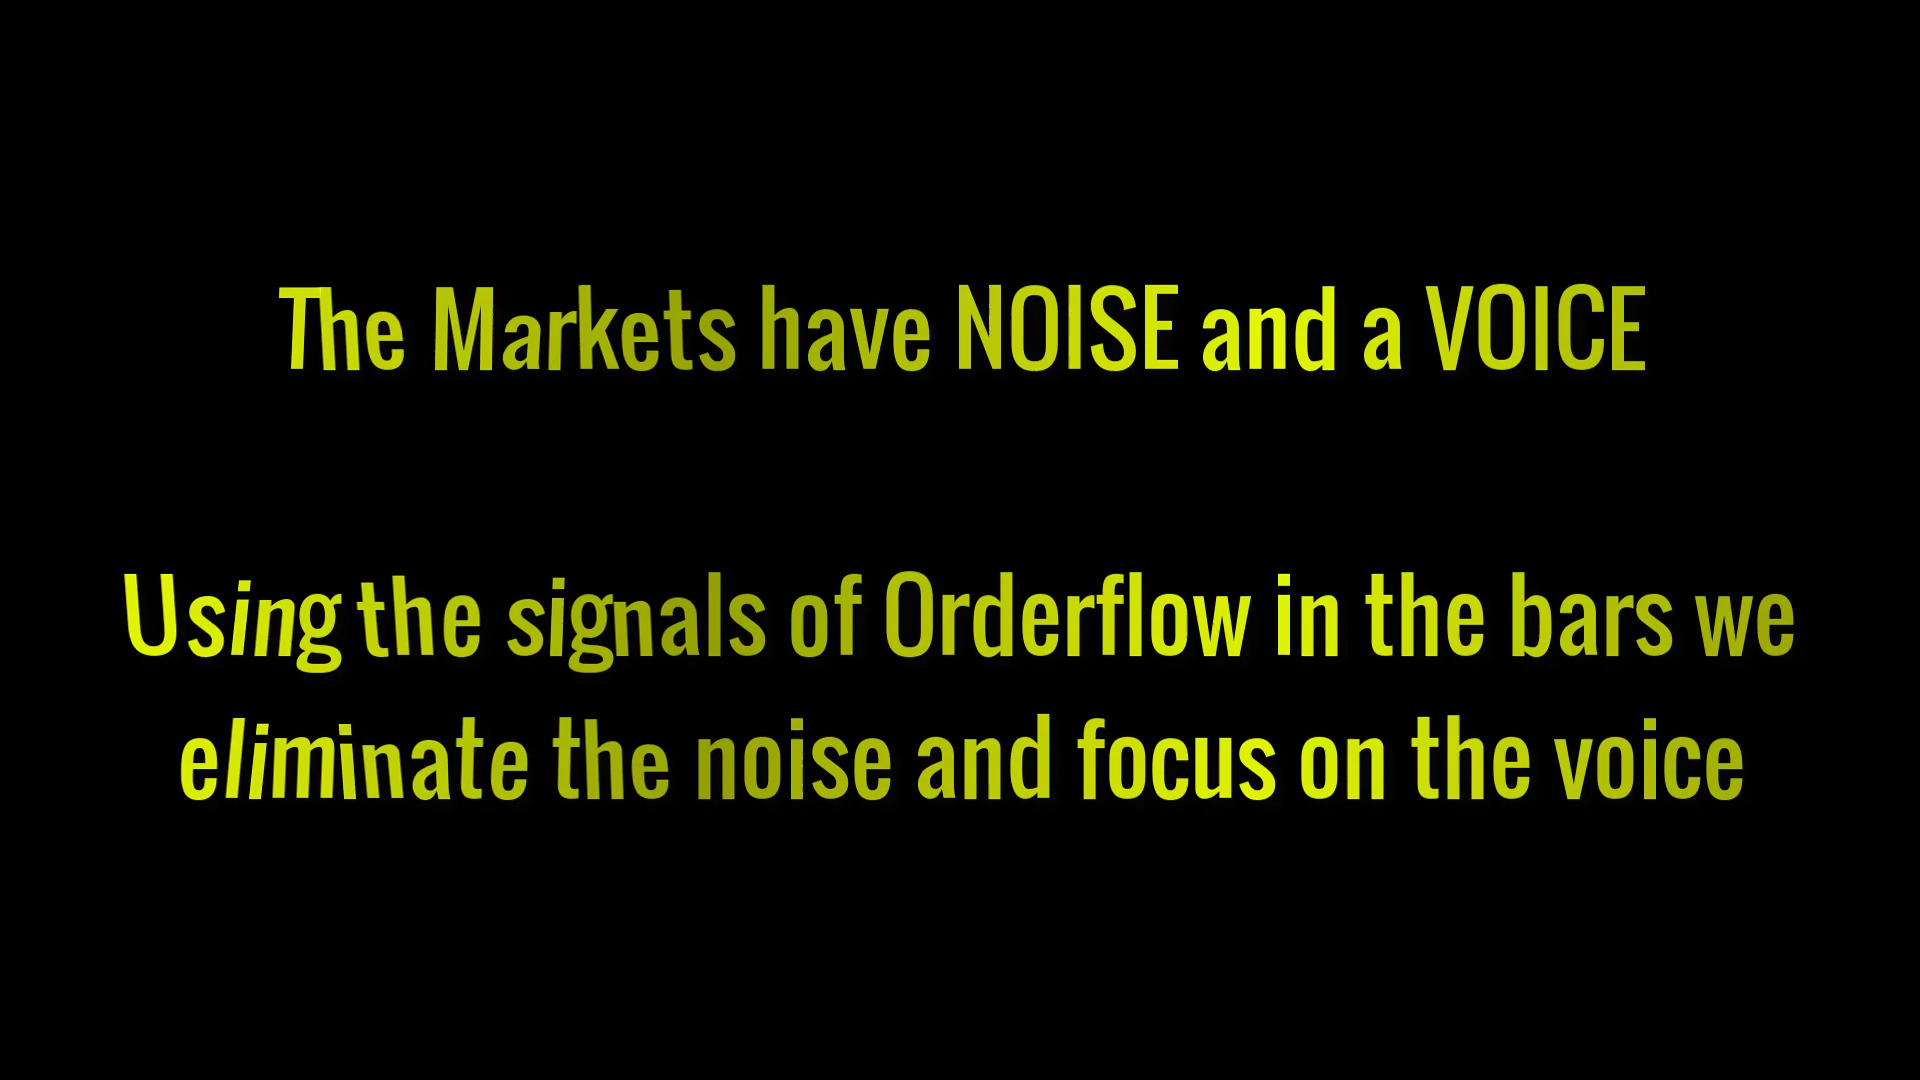 The Markets have NOISE and a VOICE
Using the signals of Orderflow in the bars we
eliminate the noise and focus on the voice